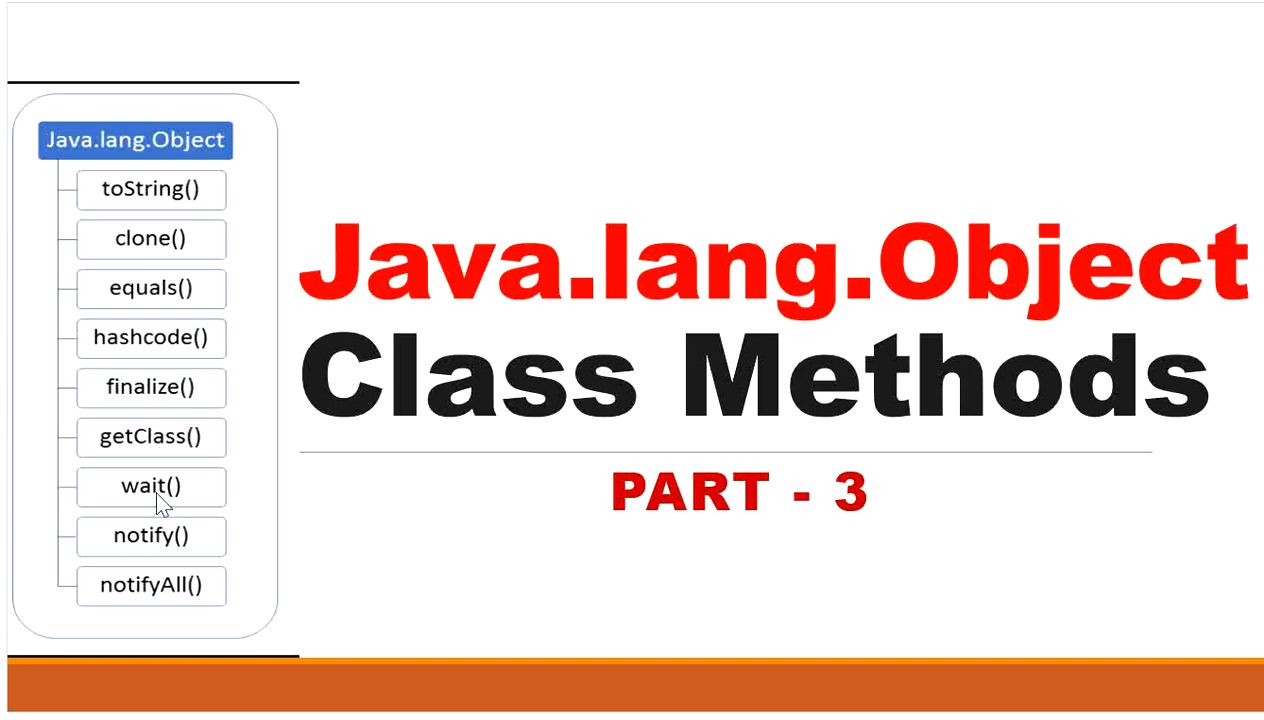 Java.lang.Object
toString()
clone()
equals()
hashcode()
finalize()
getClass()
wait()
notify()
notifyAll()
Java.lang.Object
Class Methods
PART - 3